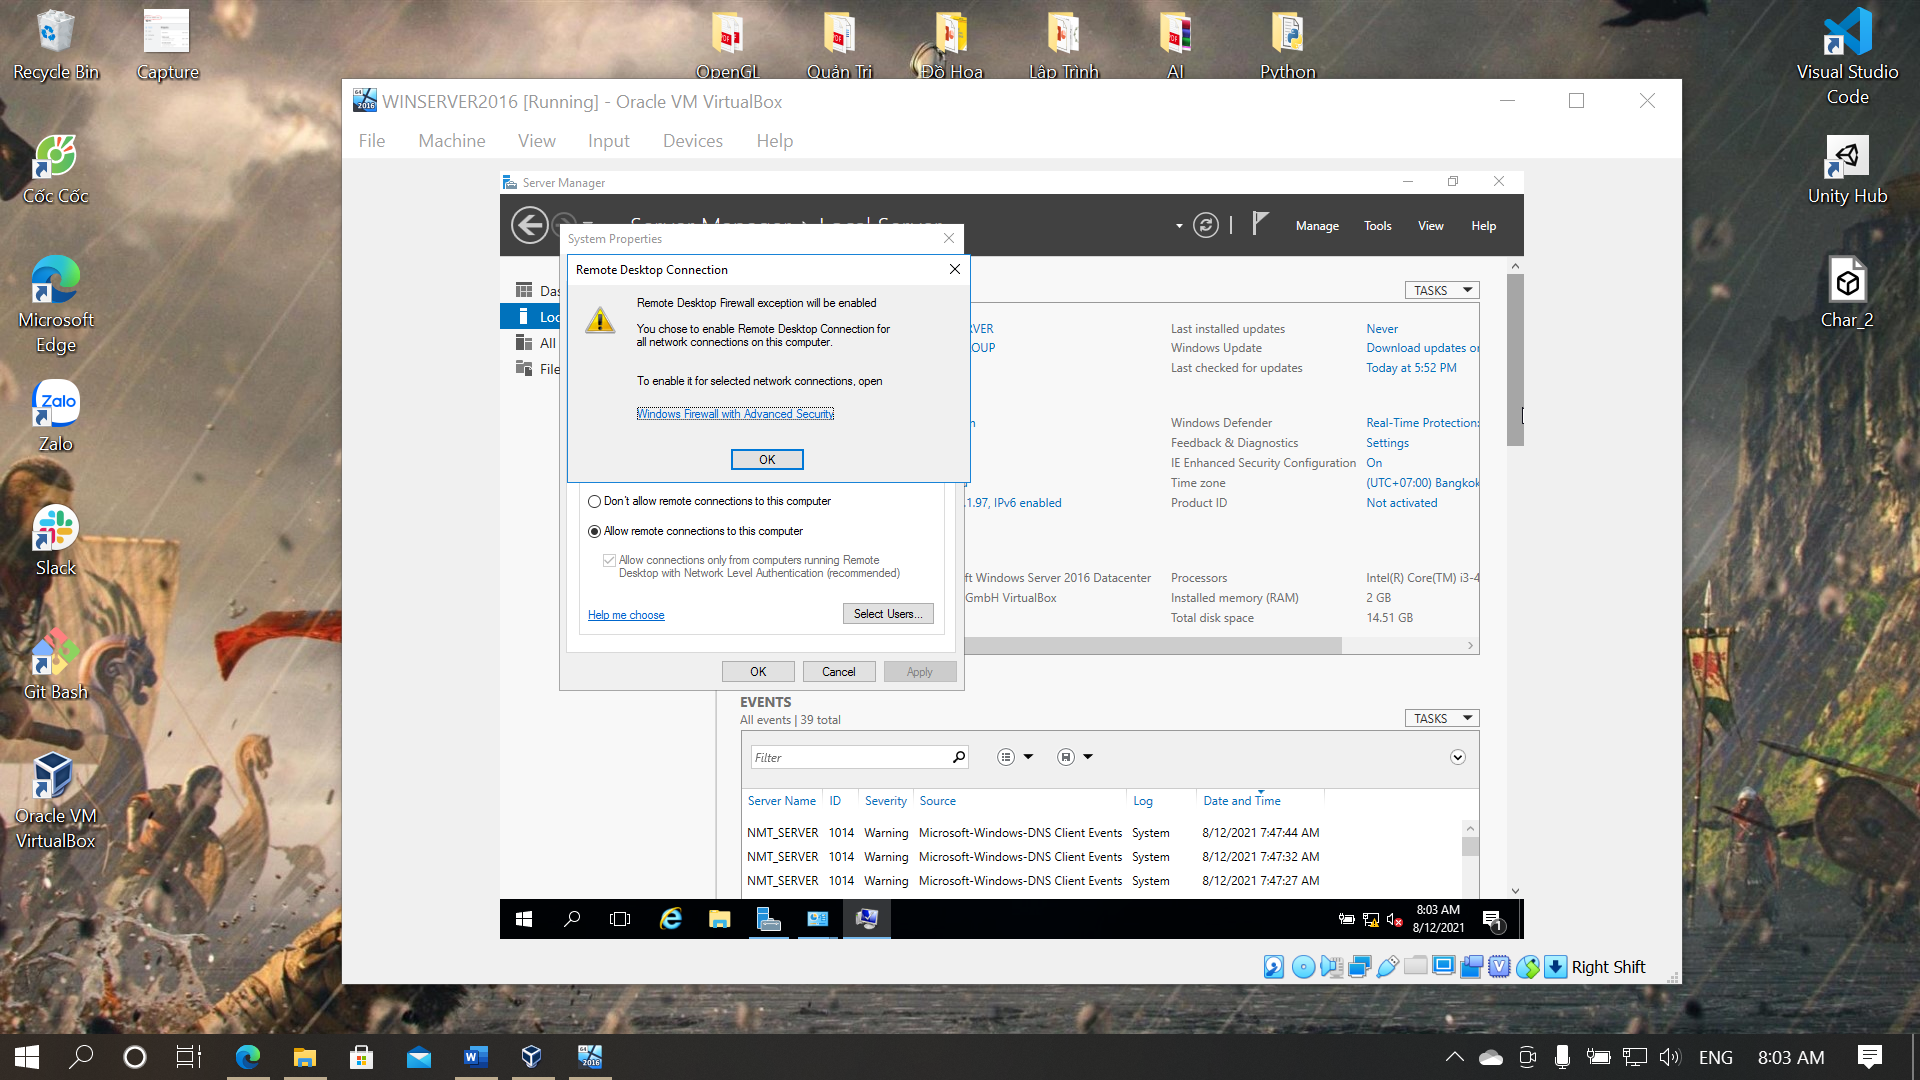 Recycle Bin
Capture
OpenGL
Quản Trị
Đồ Họa
Lập Trình
AI
Python
Visual Studio
Code
Cốc Cốc
Unity Hub
Microsoft
Edge
Char_2
Zalo
Zalo
Slack
Git Bash
Oracle VM
VirtualBox
WINSERVER2016 [Running] - Oracle VM VirtualBox
File Machine View Input Devices Help
Server Manager
Manage Tools View Help
System Properties
Remote Desktop Connection
Remote Desktop Firewall exception will be enabled
You chose to enable Remote Desktop Connection for
all network connections on this computer.
To enable it for selected network connections, open
Windows Firewall with Advanced Security
OK
Don't allow remote connections to this computer
Allow remote connections to this computer
Allow connections only from computers running Remote
Desktop with Network Level Authentication (recommended)
Help me choose
Select Users...
OK Cancel Apply
All
TASKS
Last installed updates Never
Windows Update Download updates
Last checked for updates Today at 5:52 PM
Windows Defender Real-Time Protection:
Feedback & Diagnostics Settings
IE Enhanced Security Configuration On
Time zone (UTC+07:00) Bangkok
.1.97, IPv6 enabled
Product ID Not activated
Windows Server 2016 Datacenter
Processors Intel(R) Core(TM) i3-4
GmbH VirtualBox
Installed memory (RAM) 2 GB
Total disk space 14.51 GB
EVENTS
All events | 39 total
TASKS
Filter
Server Name ID Severity Source Log Date and Time
NMT_SERVER 1014 Warning Microsoft-Windows-DNS Client Events System 8/12/2021 7:47:44 AM
NMT_SERVER 1014 Warning Microsoft-Windows-DNS Client Events System 8/12/2021 7:47:32 AM
NMT_SERVER 1014 Warning Microsoft-Windows-DNS Client Events System 8/12/2021 7:47:27 AM
8:03 AM
8/12/2021
1
Right Shift
ENG 8:03 AM